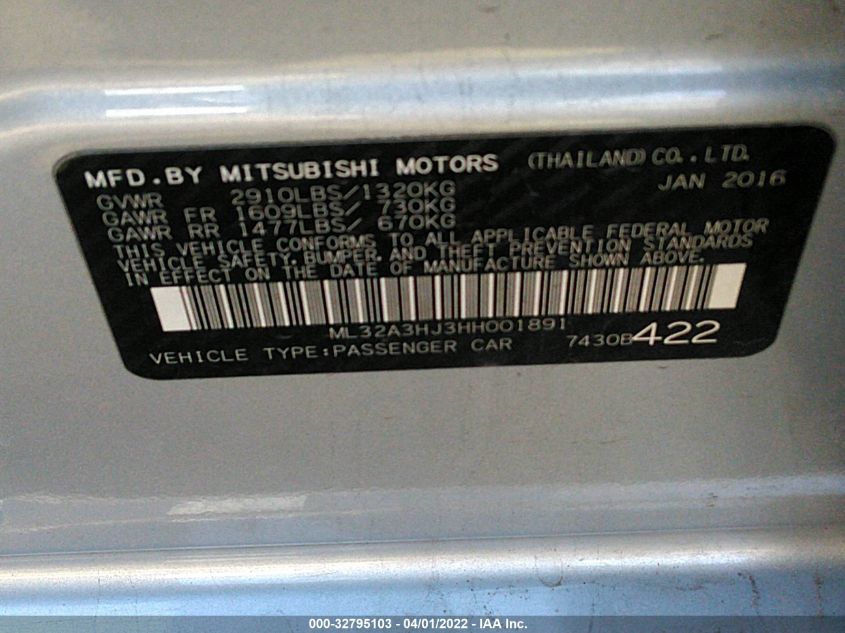 MFD.BY MITSUBISHI MOTORS (THAILAND) CO.,LTD.
JAN 2016
GVWR 2910LBS/1320KG
GAWR FR 1609LBS/ 730KG
GAWR RR 1477LBS/ 670KG
THIS VEHICLE CONFORMS TO ALL APPLICABLE FEDERAL MOTOR
VEHICLE SAFETY, BUMPER, AND THEFT PREVENTION STANDARDS
IN EFFECT ON THE DATE OF MANUFACTURE SHOWN ABOVE.
ML32A3HJ3HH001891
VEHICLE TYPE:PASSENGER CAR 7430B422
000-32795103 - 04/01/2022 - IAA Inc.